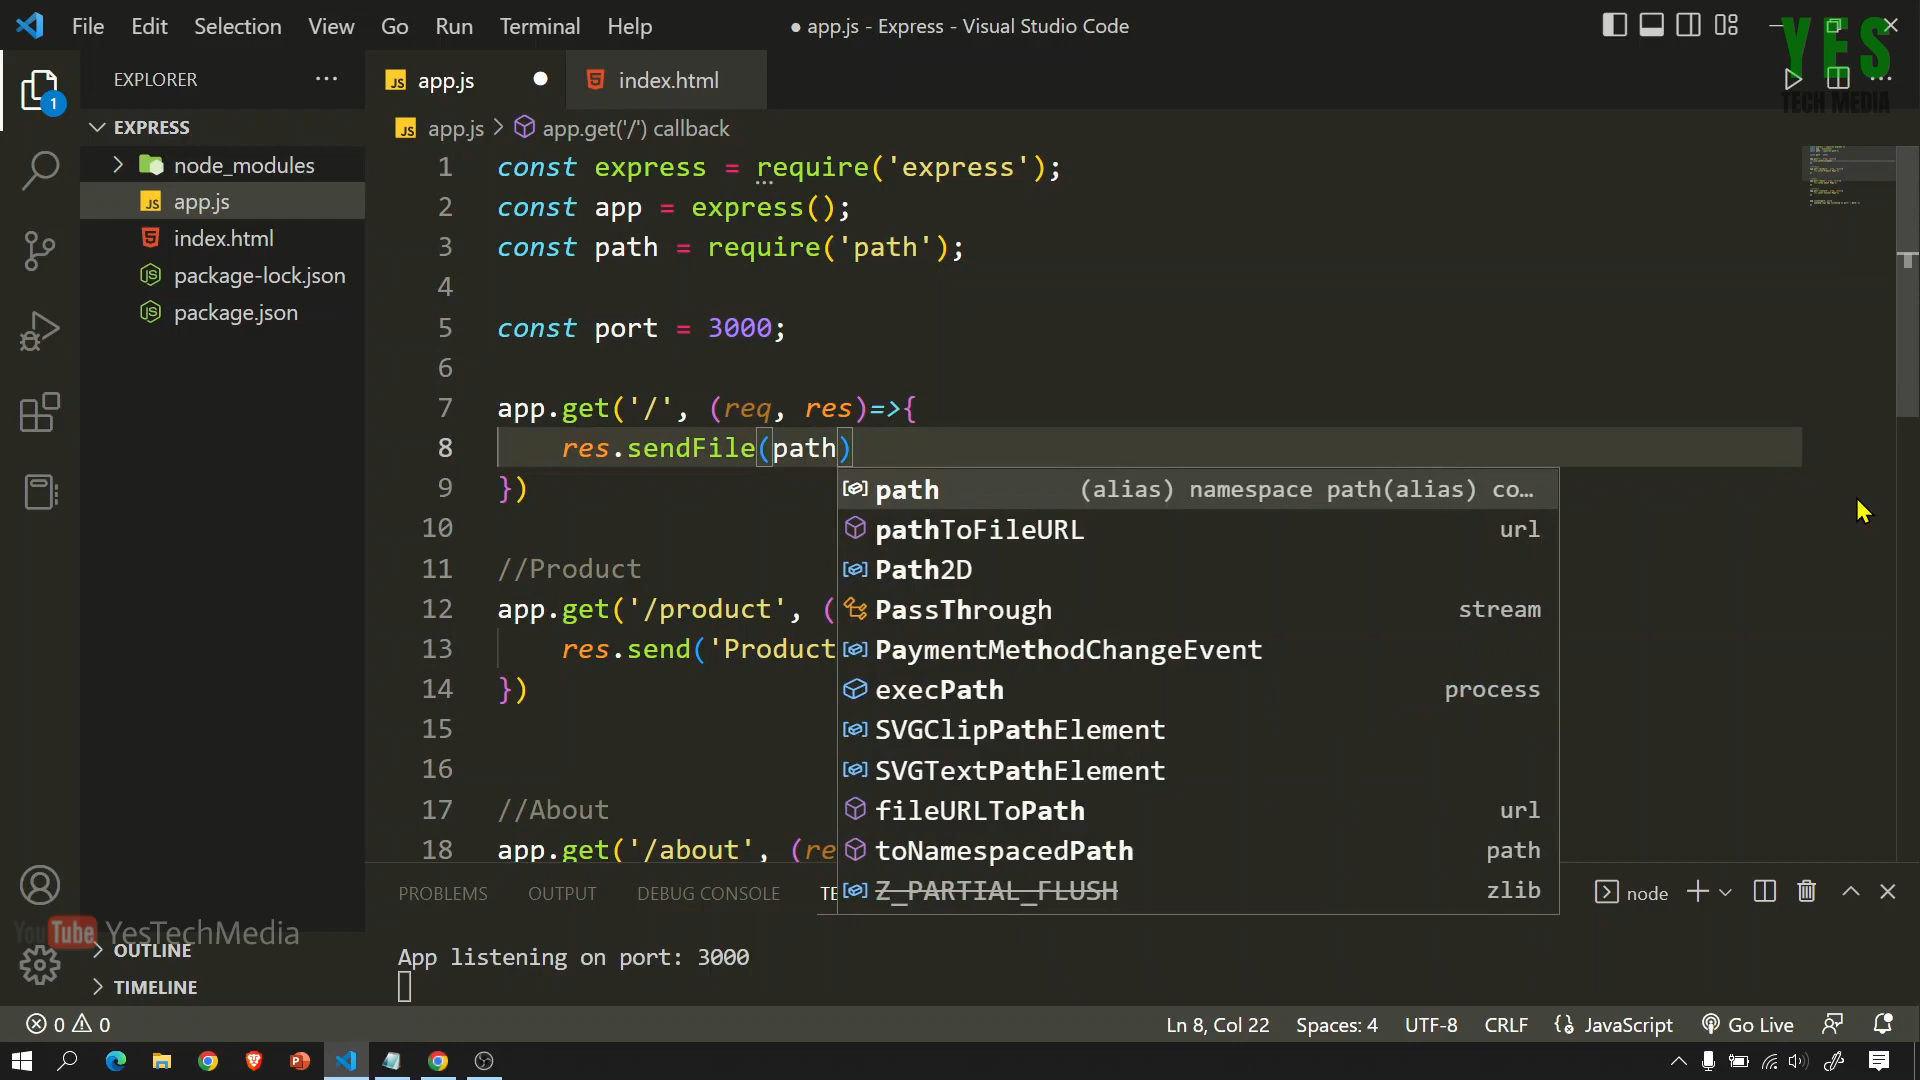 File Edit Selection View Go Run Terminal Help
● app.js - Express - Visual Studio Code
YES
TECH MEDIA
EXPLORER
EXPRESS
node_modules
JS app.js
index.html
package-lock.json
package.json
JS app.js
index.html
JS app.js > app.get('/') callback
1 const express = require('express');
2 const app = express();
3 const path = require('path');
4
5 const port = 3000;
6
7 app.get('/', (req, res)=>{
8 res.sendFile(path)
9 })
10
11 //Product
12 app.get('/product', (
13 res.send('Product
14 })
15
16
17 //About
18 app.get('/about', (re
path (alias) namespace path(alias) co...
pathToFileURL url
Path2D
PassThrough stream
PaymentMethodChangeEvent
execPath process
SVGClipPathElement
SVGTextPathElement
fileURLToPath url
toNamespacedPath path
Z_PARTIAL_FLUSH zlib
PROBLEMS OUTPUT DEBUG CONSOLE TE
node
App listening on port: 3000
YouTube YesTechMedia
OUTLINE
TIMELINE
1
0 0
Ln 8, Col 22 Spaces: 4 UTF-8 CRLF JavaScript Go Live